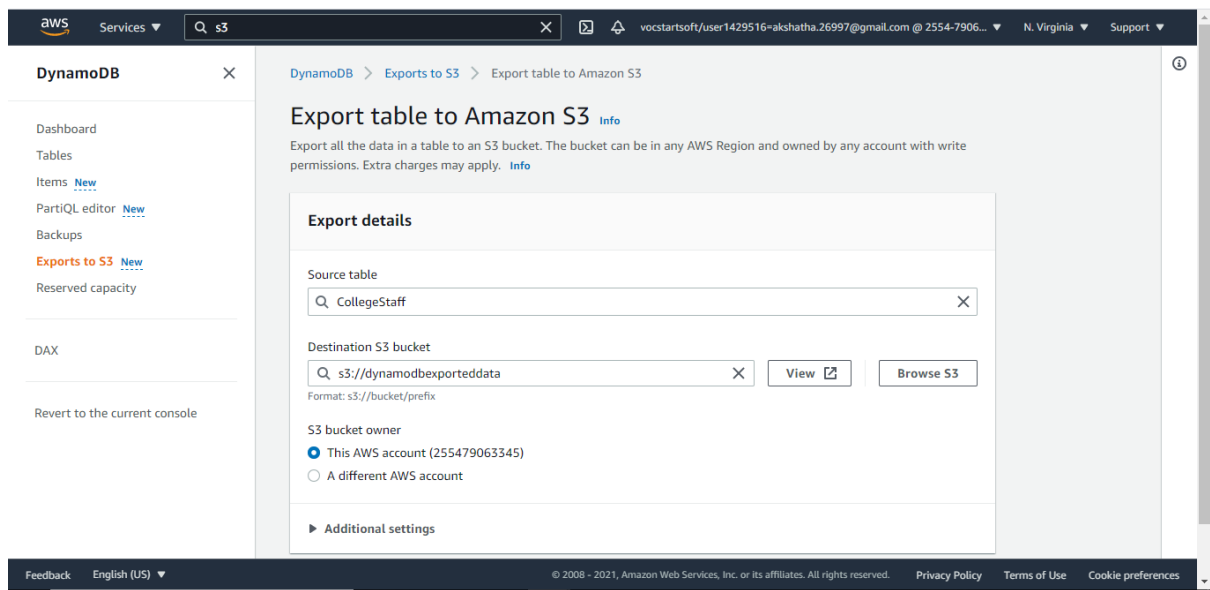 aws Services ▼ s3 vocstartsoft/user1429516=akshatha.26997@gmail.com @ 2554-7906... ▼ N. Virginia ▼ Support ▼
DynamoDB
Dashboard
Tables
Items New
PartiQL editor New
Backups
Exports to S3 New
Reserved capacity
DAX
Revert to the current console
DynamoDB > Exports to S3 > Export table to Amazon S3
Export table to Amazon S3 Info
Export all the data in a table to an S3 bucket. The bucket can be in any AWS Region and owned by any account with write
permissions. Extra charges may apply. Info
Export details
Source table
CollegeStaff
Destination S3 bucket
s3://dynamodbexporteddata View Browse S3
Format: s3://bucket/prefix
S3 bucket owner
This AWS account (255479063345)
A different AWS account
Additional settings
Feedback English (US) ▼ © 2008 - 2021, Amazon Web Services, Inc. or its affiliates. All rights reserved. Privacy Policy Terms of Use Cookie preferences